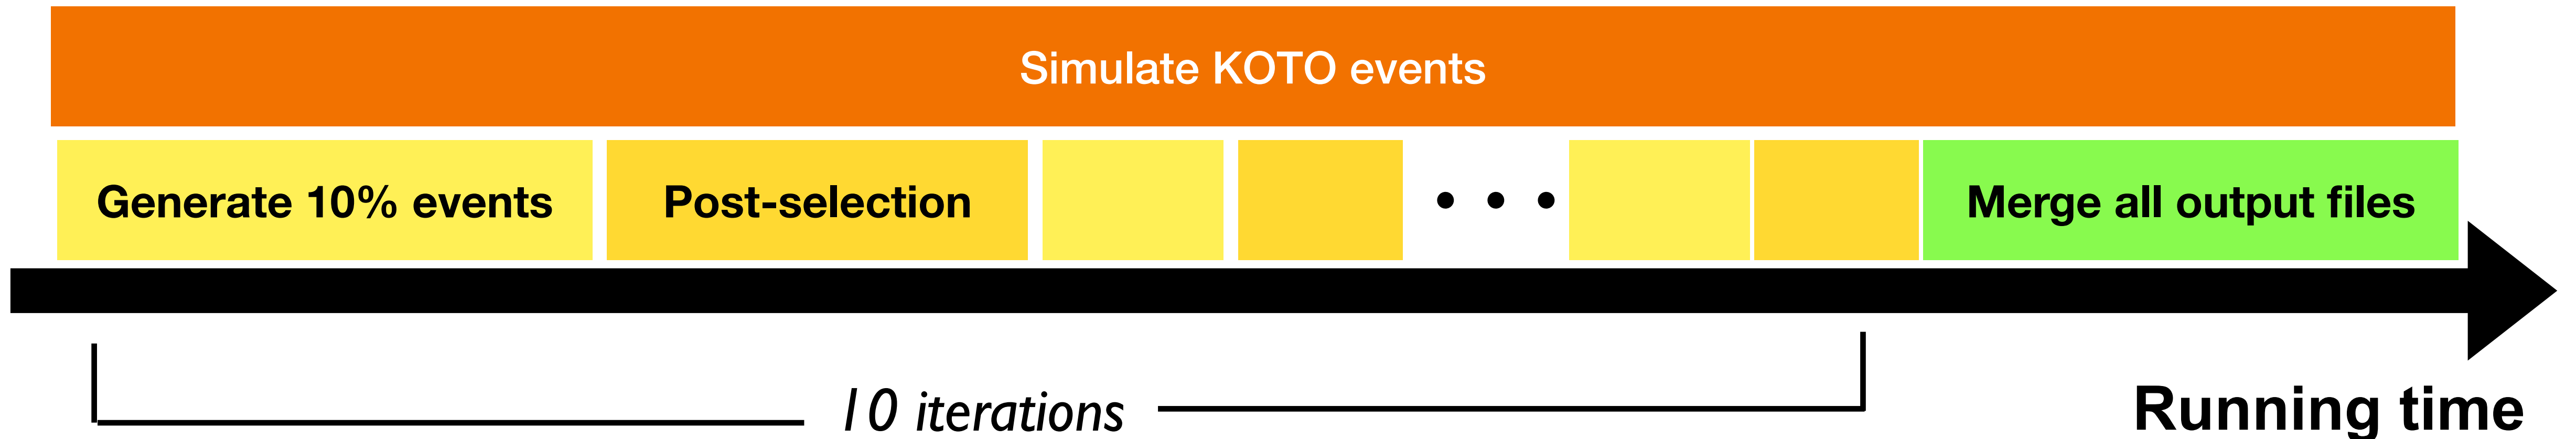 Simulate KOTO events
Generate 10% events
Post-selection
• • •
Merge all output files
10 iterations
Running time